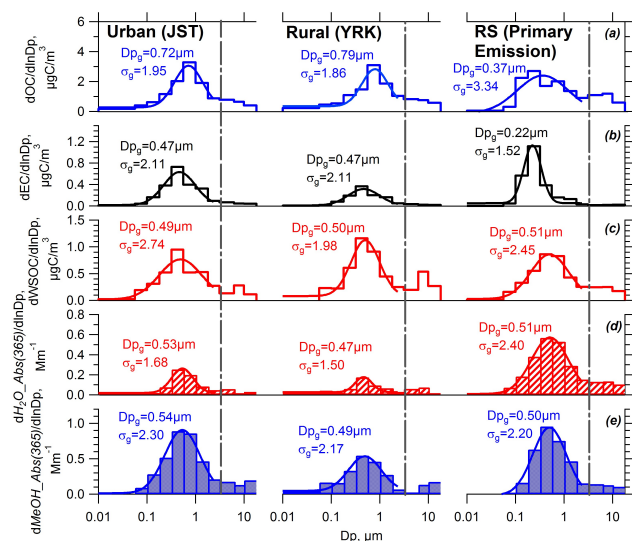 Urban (JST)
Rural (YRK)
RS (Primary
Emission)
(a)
dOC/dlnDp,
µgC/m³
6
4
2
0
Dpg=0.72µm
σg=1.95
Dpg=0.79µm
σg=1.86
Dpg=0.37µm
σg=3.34
(b)
dEC/dlnDp,
µgC/m³
1.2
0.8
0.4
0.0
Dpg=0.47µm
σg=2.11
Dpg=0.47µm
σg=2.11
Dpg=0.22µm
σg=1.52
(c)
dWSOC/dlnDp,
µgC/m³
1.5
1.0
0.5
0.0
Dpg=0.49µm
σg=2.74
Dpg=0.50µm
σg=1.98
Dpg=0.51µm
σg=2.45
(d)
dH₂O_Abs(365)/dlnDp,
Mm⁻¹
0.8
0.6
0.4
0.2
0.0
Dpg=0.53µm
σg=1.68
Dpg=0.47µm
σg=1.50
Dpg=0.51µm
σg=2.40
(e)
dMeOH_Abs(365)/dlnDp,
Mm⁻¹
1.0
0.5
0.0
Dpg=0.54µm
σg=2.30
Dpg=0.49µm
σg=2.17
Dpg=0.50µm
σg=2.20
0.01 0.1 1 10 0.01 0.1 1 10 0.01 0.1 1 10
Dp, µm